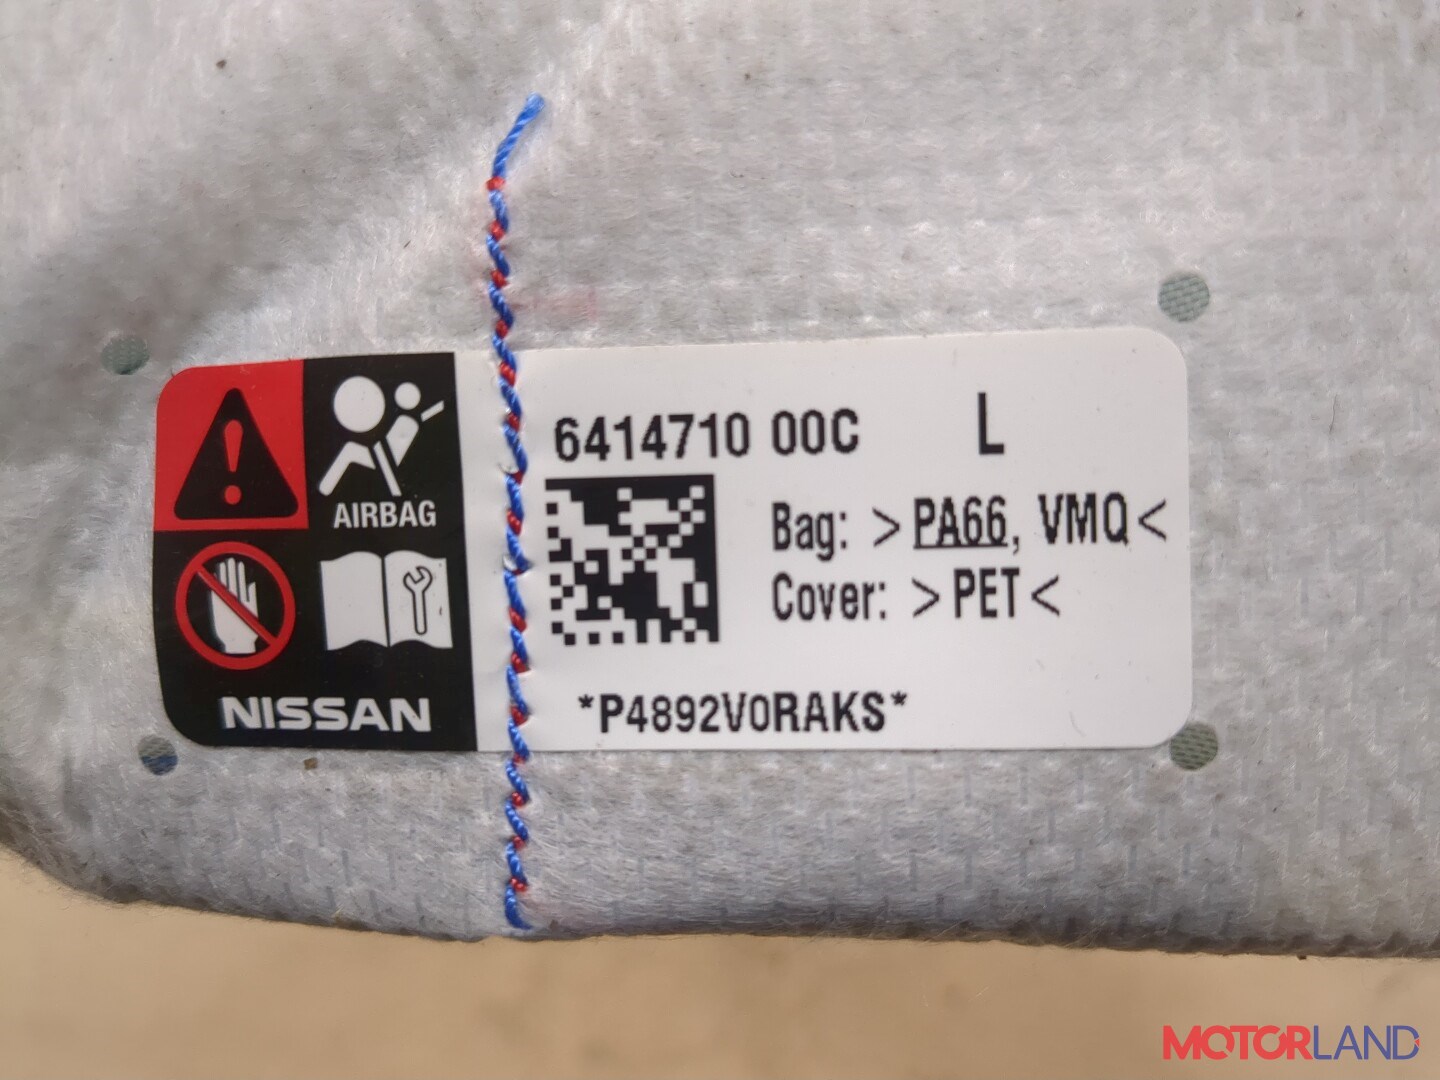 AIRBAG
NISSAN
6414710 00C L
Bag: >PA66, VMQ<
Cover: >PET<
*P4892V0RAKS*
MOTORLAND